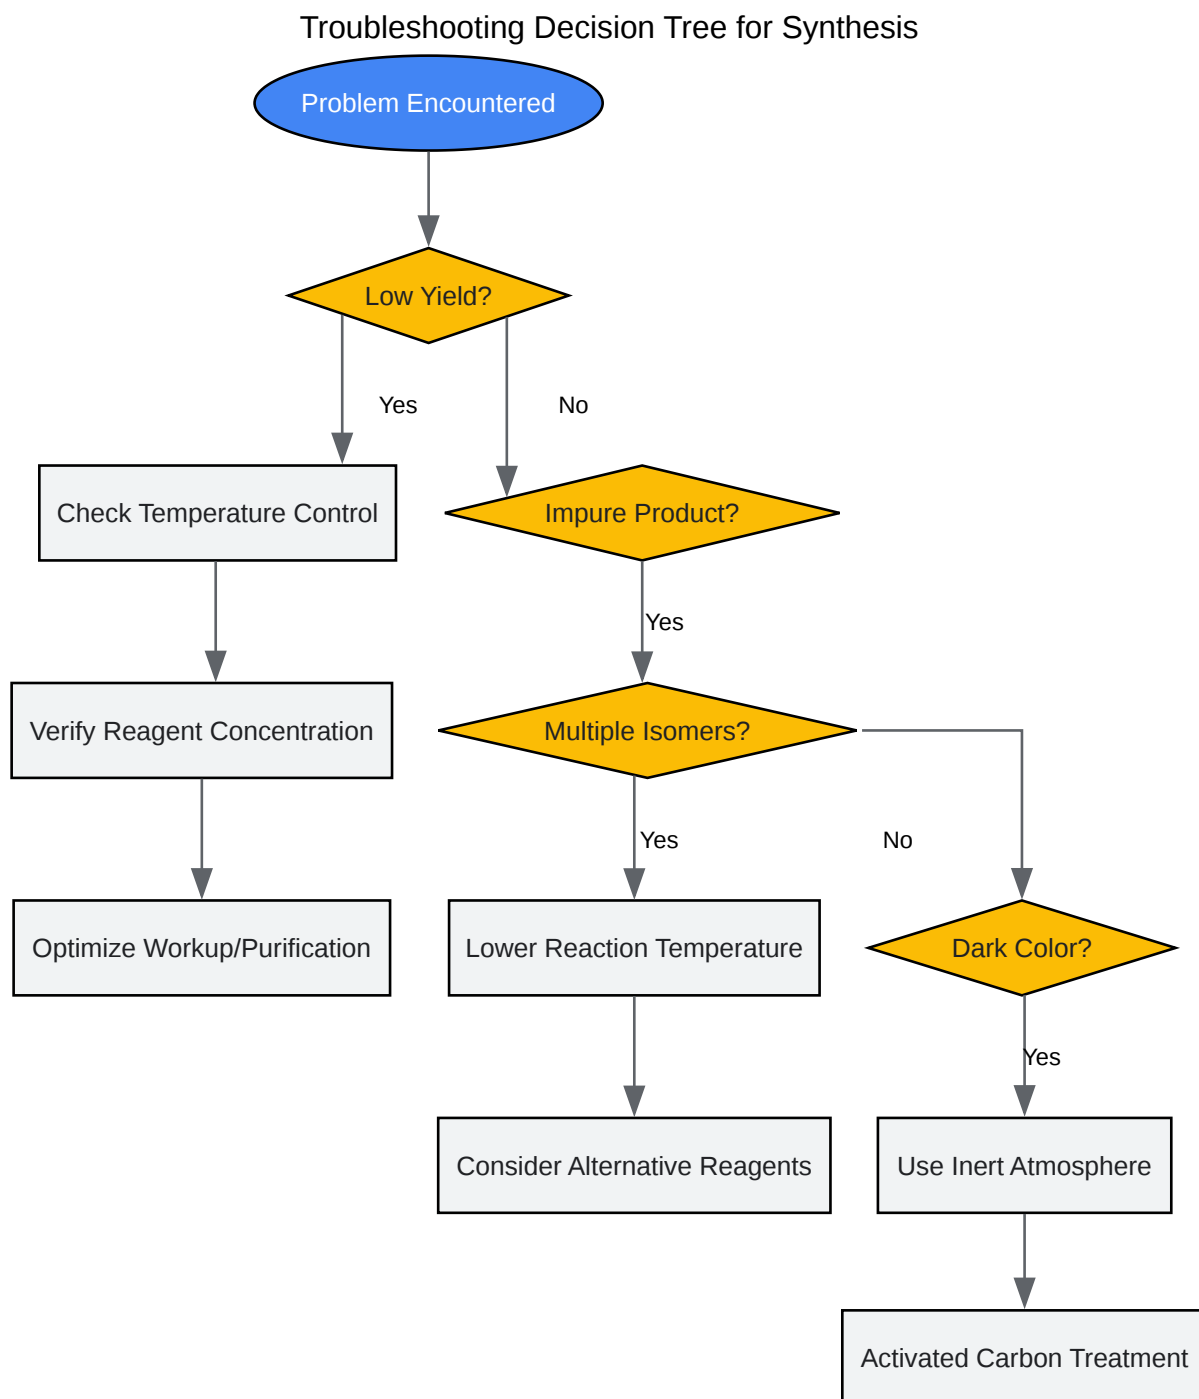 Troubleshooting Decision Tree for Synthesis
Problem Encountered
Low Yield?
Yes
No
Check Temperature Control
Impure Product?
Yes
Verify Reagent Concentration
Multiple Isomers?
Yes
No
Optimize Workup/Purification
Lower Reaction Temperature
Dark Color?
Yes
Consider Alternative Reagents
Use Inert Atmosphere
Activated Carbon Treatment